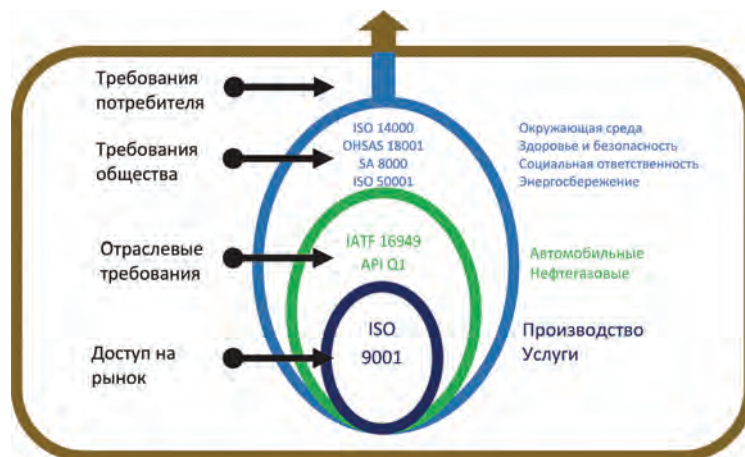 Требования
потребителя
Требования
общества
ISO 14000
OHSAS 18001
SA 8000
ISO 50001
Окружающая среда
Здоровье и безопасность
Социальная ответственность
Энергосбережение
Отраслевые
требования
IATF 16949
API Q1
Автомобильные
Нефтегазовые
Доступ на
рынок
ISO
9001
Производство
Услуги